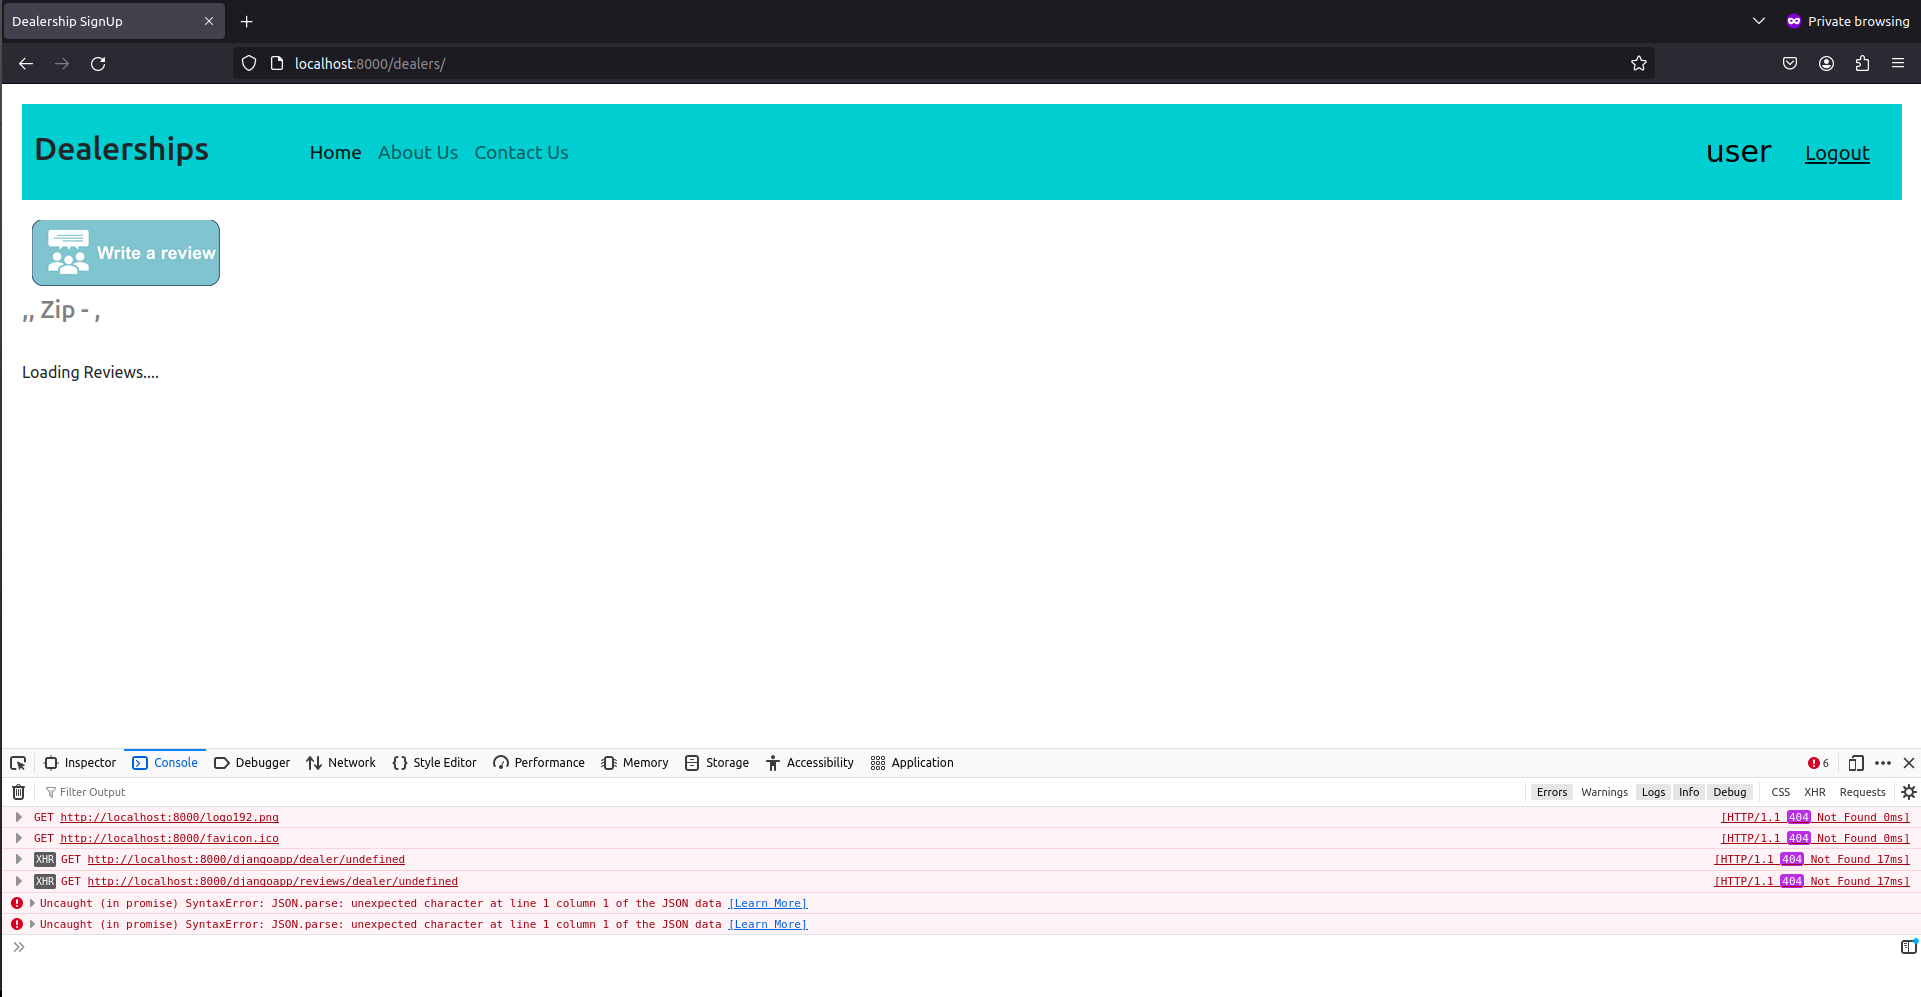 Dealership SignUp
Private browsing
localhost:8000/dealers/
Dealerships Home About Us Contact Us user Logout
Write a review
,, Zip - ,
Loading Reviews....
Inspector Console Debugger Network Style Editor Performance Memory Storage Accessibility Application 6
Filter Output Errors Warnings Logs Info Debug CSS XHR Requests
GET http://localhost:8000/logo192.png [HTTP/1.1 404 Not Found 0ms]
GET http://localhost:8000/favicon.ico [HTTP/1.1 404 Not Found 0ms]
XHR GET http://localhost:8000/djangoapp/dealer/undefined [HTTP/1.1 404 Not Found 17ms]
XHR GET http://localhost:8000/djangoapp/reviews/dealer/undefined [HTTP/1.1 404 Not Found 17ms]
Uncaught (in promise) SyntaxError: JSON.parse: unexpected character at line 1 column 1 of the JSON data [Learn More]
Uncaught (in promise) SyntaxError: JSON.parse: unexpected character at line 1 column 1 of the JSON data [Learn More]